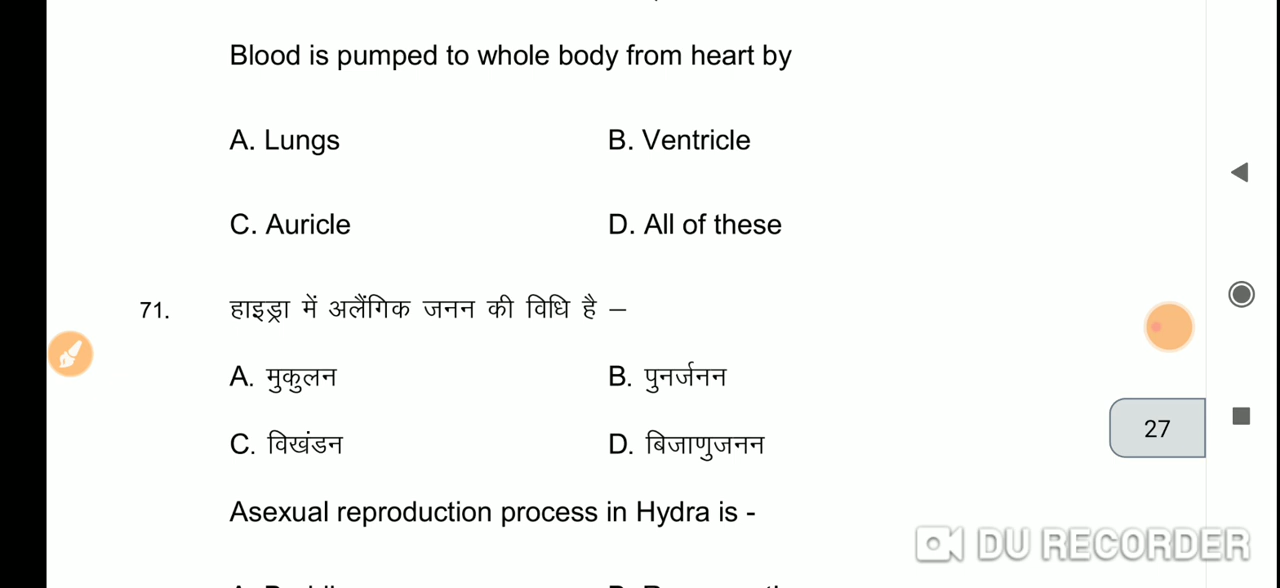 Blood is pumped to whole body from heart by
A. Lungs B. Ventricle
C. Auricle D. All of these
71. हाइड्रा में अलैंगिक जनन की विधि है –
A. मुकुलन B. पुनर्जनन
C. विखंडन D. बिजाणुजनन
27
Asexual reproduction process in Hydra is -
DU RECORDER